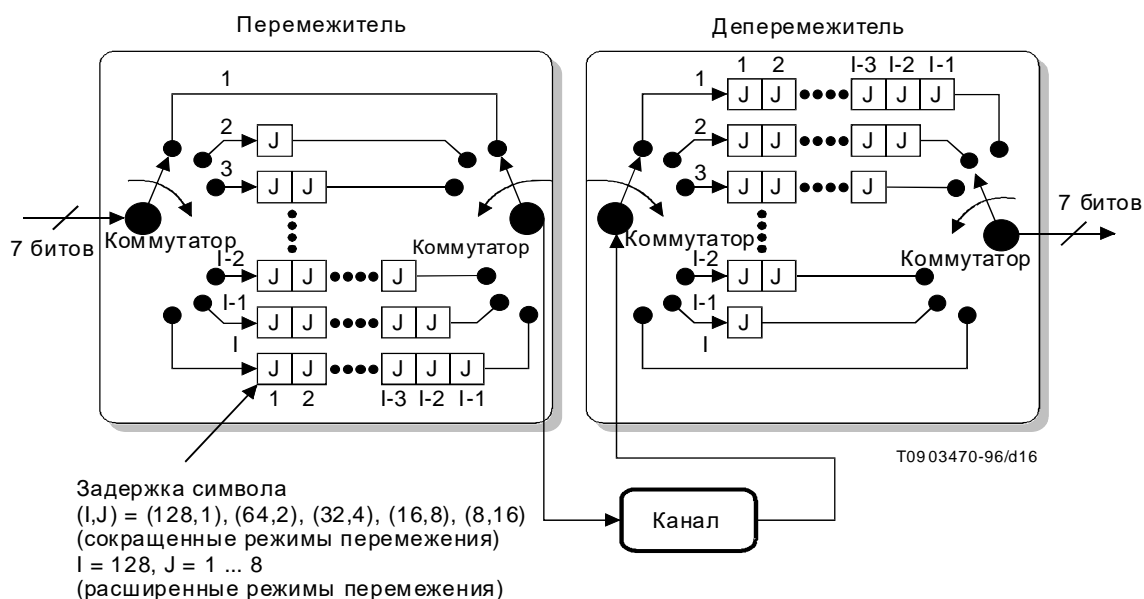 Перемежитель
1
2
J
3
J J
Коммутатор
Коммутатор
7 битов
I-2
J J J
I-1
J J J J
I
J J J J J
1 2 I-3 I-2 I-1
Деперемежитель
1 2 I-3 I-2 I-1
1
J J J J J
2
J J J J
3
J J J
Коммутатор
Коммутатор
7 битов
I-2
J J
I-1
J
I
T0903470-96/d16
Канал
Задержка символа
(I,J) = (128,1), (64,2), (32,4), (16,8), (8,16)
(сокращенные режимы перемежения)
I = 128, J = 1 ... 8
(расширенные режимы перемежения)